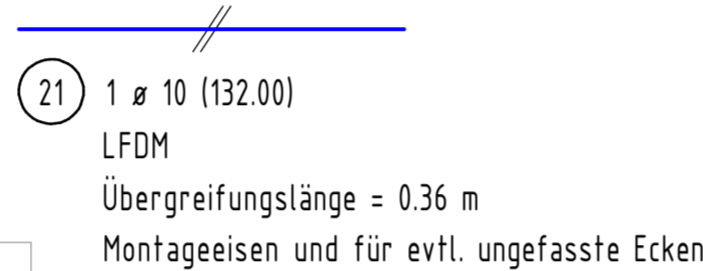 21 1 ø 10 (132.00)
LFDM
Übergreifungslänge = 0.36 m
Montageeisen und für evtl. ungefasste Ecken